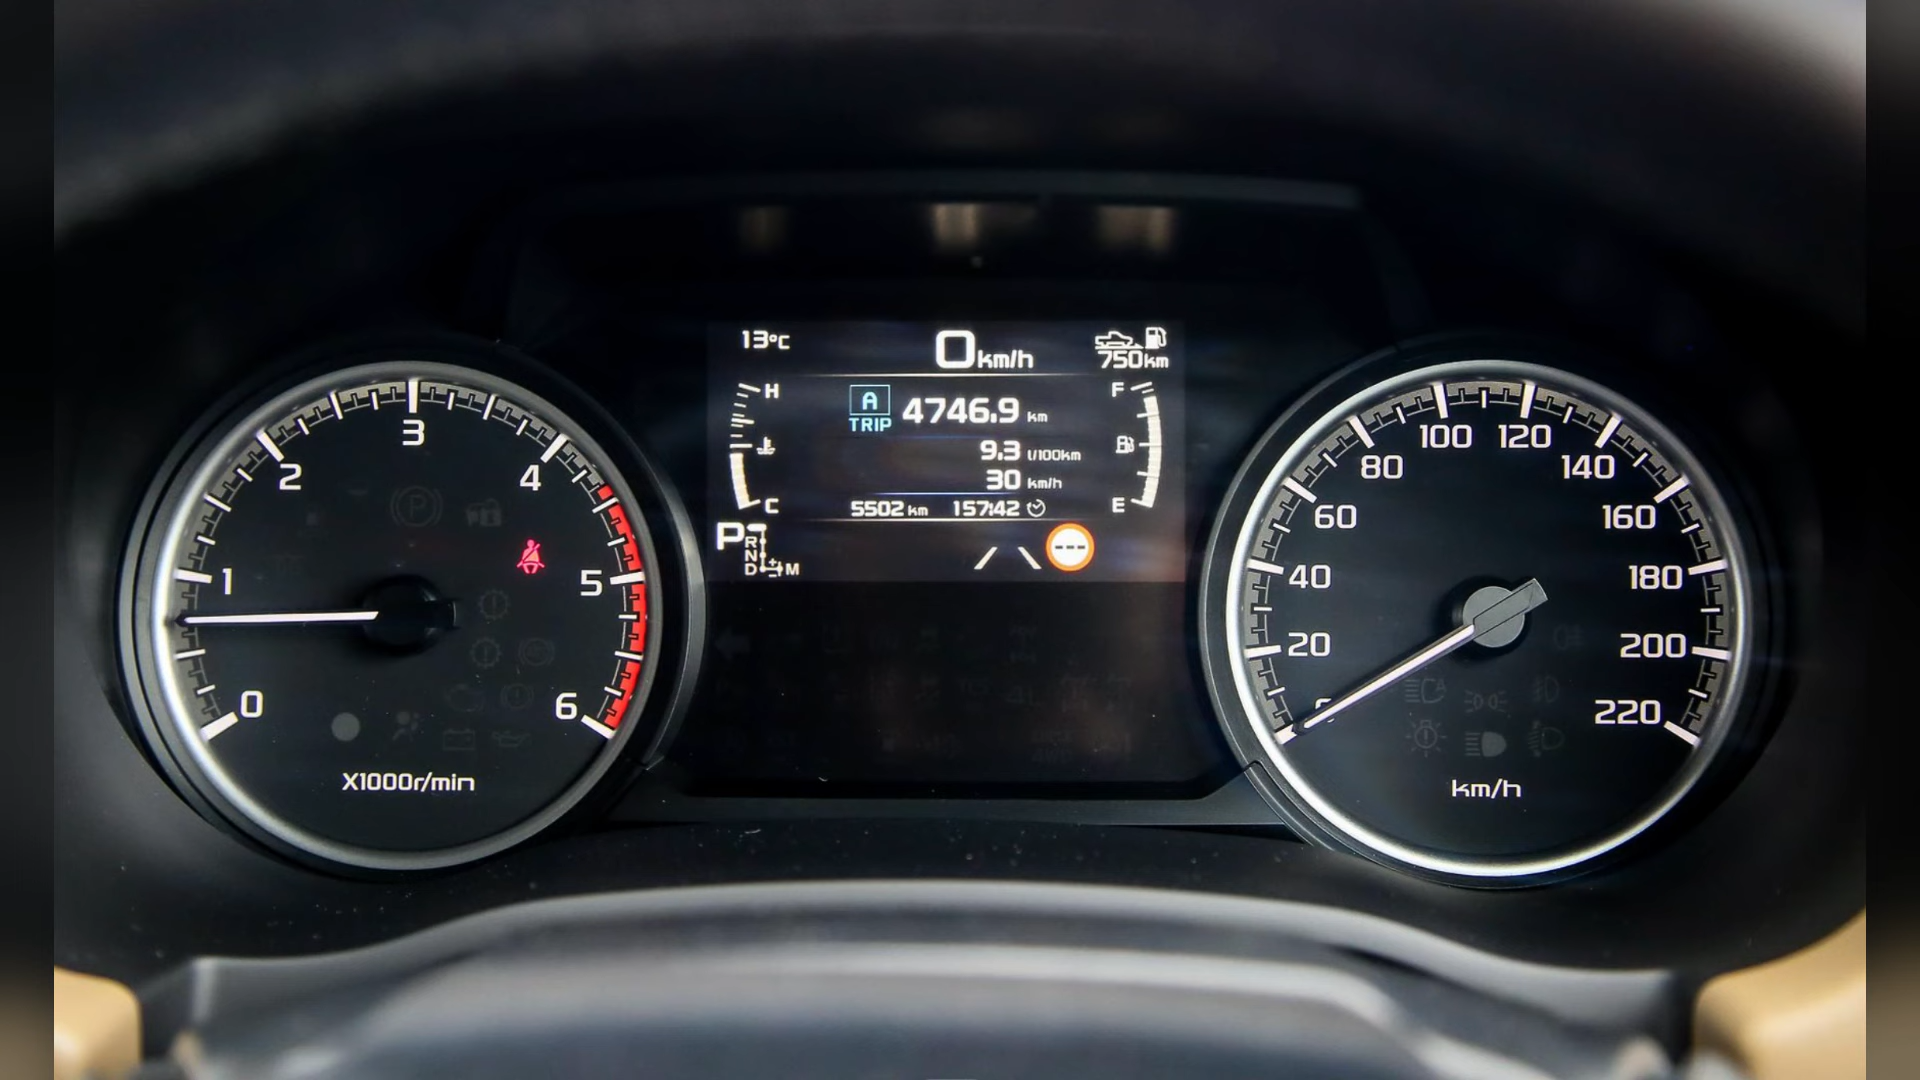 13°C
0 km/h
750km
H
F
A
TRIP
4746.9 km
9.3 l/100km
30 km/h
C
E
5502 km 157:42
P
R
N
D
+
-
M
0
1
2
3
4
5
6
X1000r/min
P
20
40
60
80
100
120
140
160
180
200
220
km/h